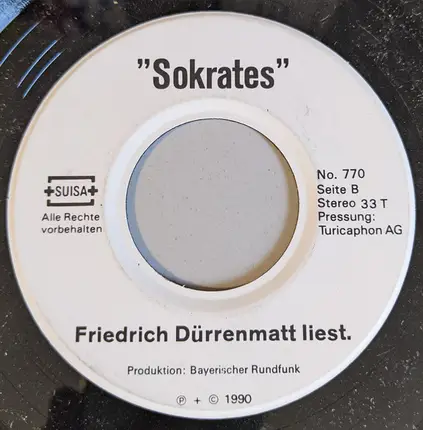 "Sokrates"
+SUISA+
Alle Rechte
vorbehalten
No. 770
Seite B
Stereo 33 T
Pressung:
Turicaphon AG
Friedrich Dürrenmatt liest.
Produktion: Bayerischer Rundfunk
℗ + © 1990